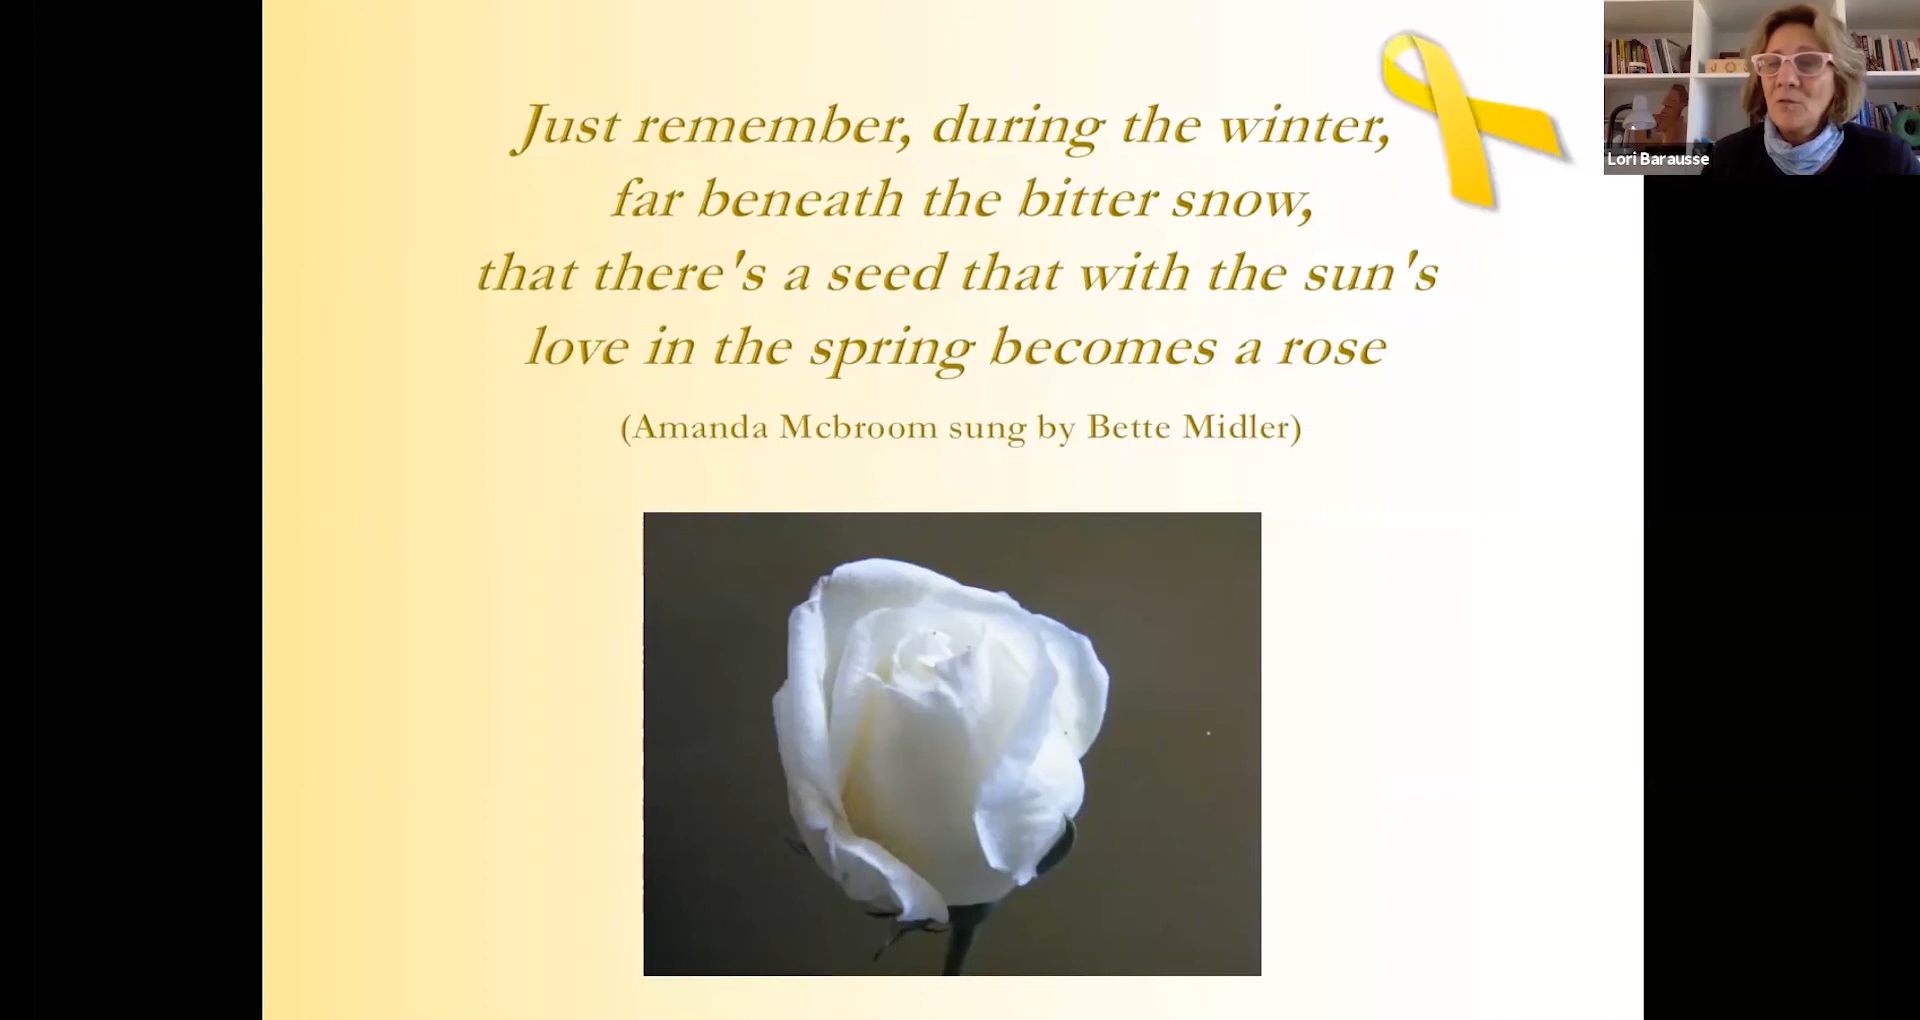 Just remember, during the winter,
far beneath the bitter snow,
that there's a seed that with the sun's
love in the spring becomes a rose
(Amanda Mcbroom sung by Bette Midler)
Lori Barausse